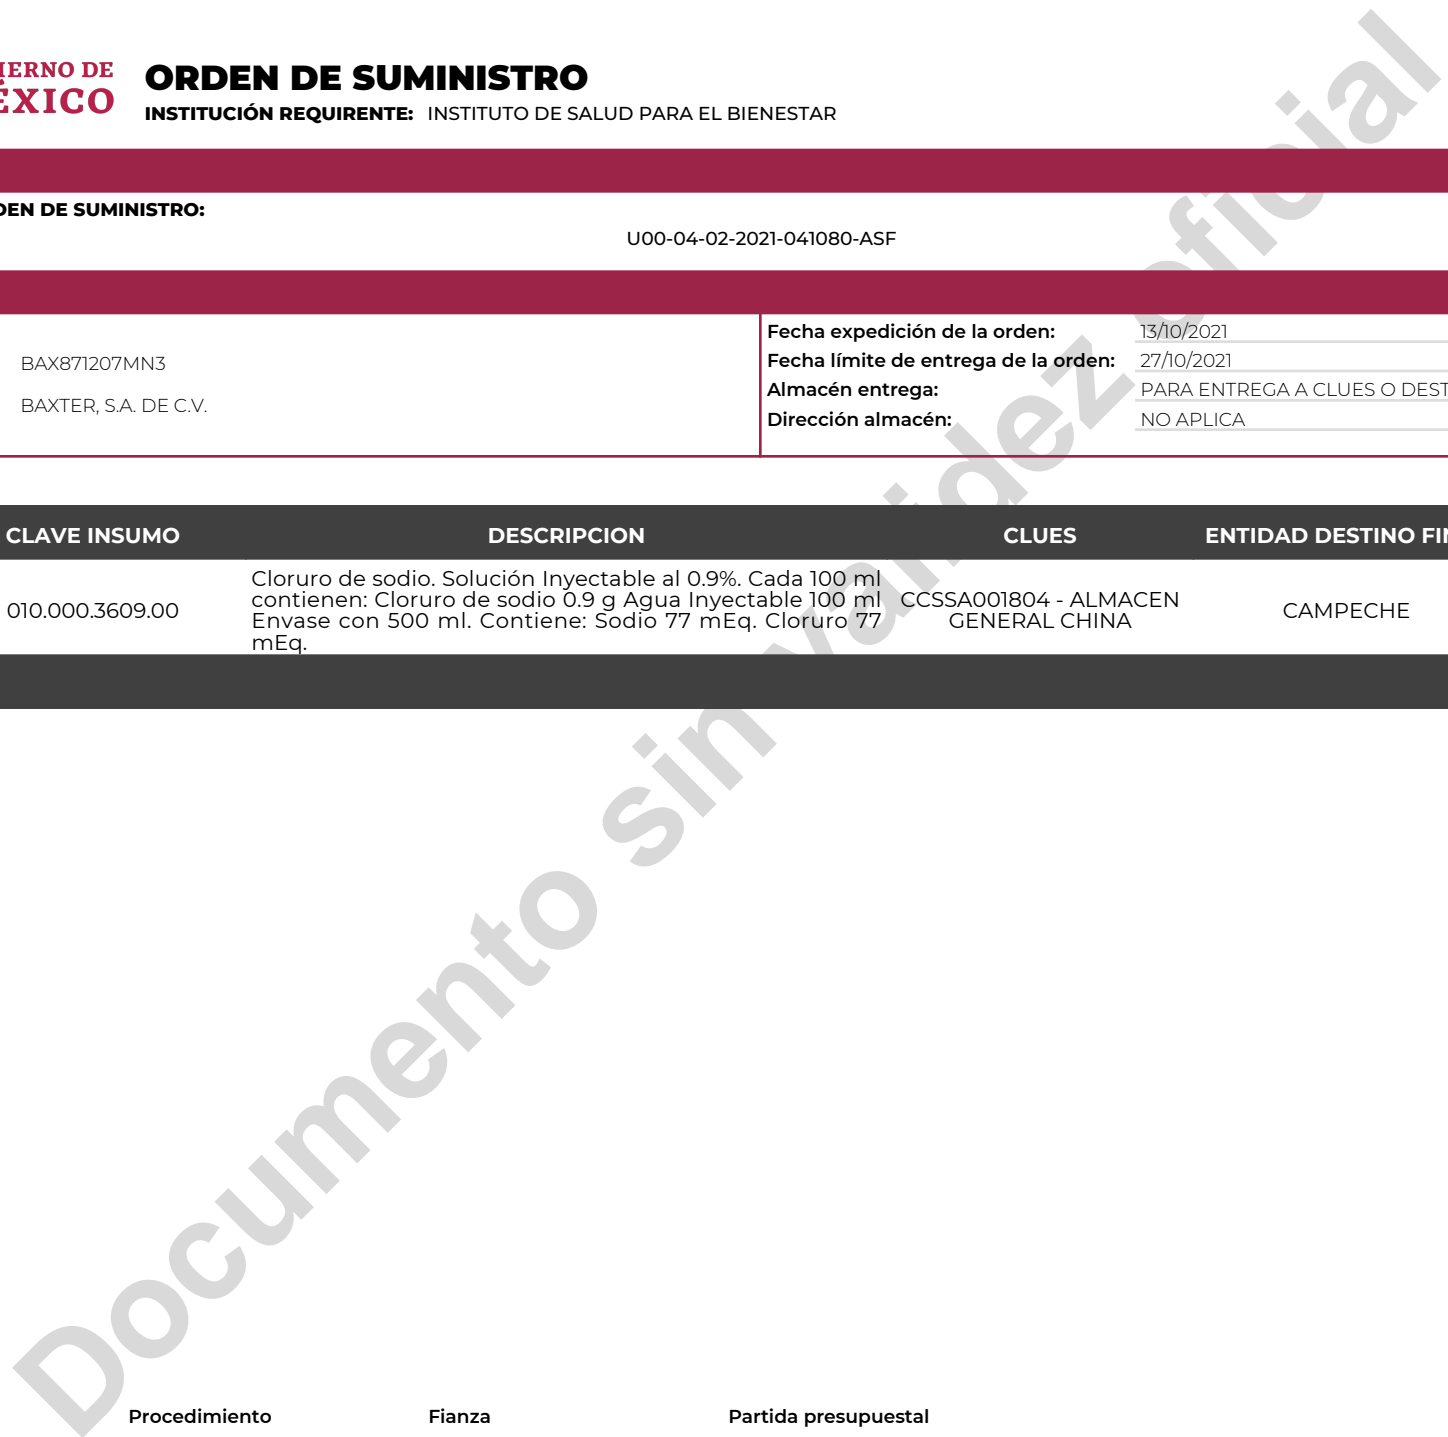 IERNO DE
ÉXICO
ORDEN DE SUMINISTRO
INSTITUCIÓN REQUIRENTE: INSTITUTO DE SALUD PARA EL BIENESTAR
DEN DE SUMINISTRO:
U00-04-02-2021-041080-ASF
BAX871207MN3
BAXTER, S.A. DE C.V.
Fecha expedición de la orden: 13/10/2021
Fecha límite de entrega de la orden: 27/10/2021
Almacén entrega: PARA ENTREGA A CLUES O DEST
Dirección almacén: NO APLICA
CLAVE INSUMO DESCRIPCION CLUES ENTIDAD DESTINO FIN
010.000.3609.00
Cloruro de sodio. Solución Inyectable al 0.9%. Cada 100 ml
contienen: Cloruro de sodio 0.9 g Agua Inyectable 100 ml
Envase con 500 ml. Contiene: Sodio 77 mEq. Cloruro 77
mEq.
CCSSA001804 - ALMACEN
GENERAL CHINA
CAMPECHE
Documento sin validez oficial
Procedimiento Fianza Partida presupuestal